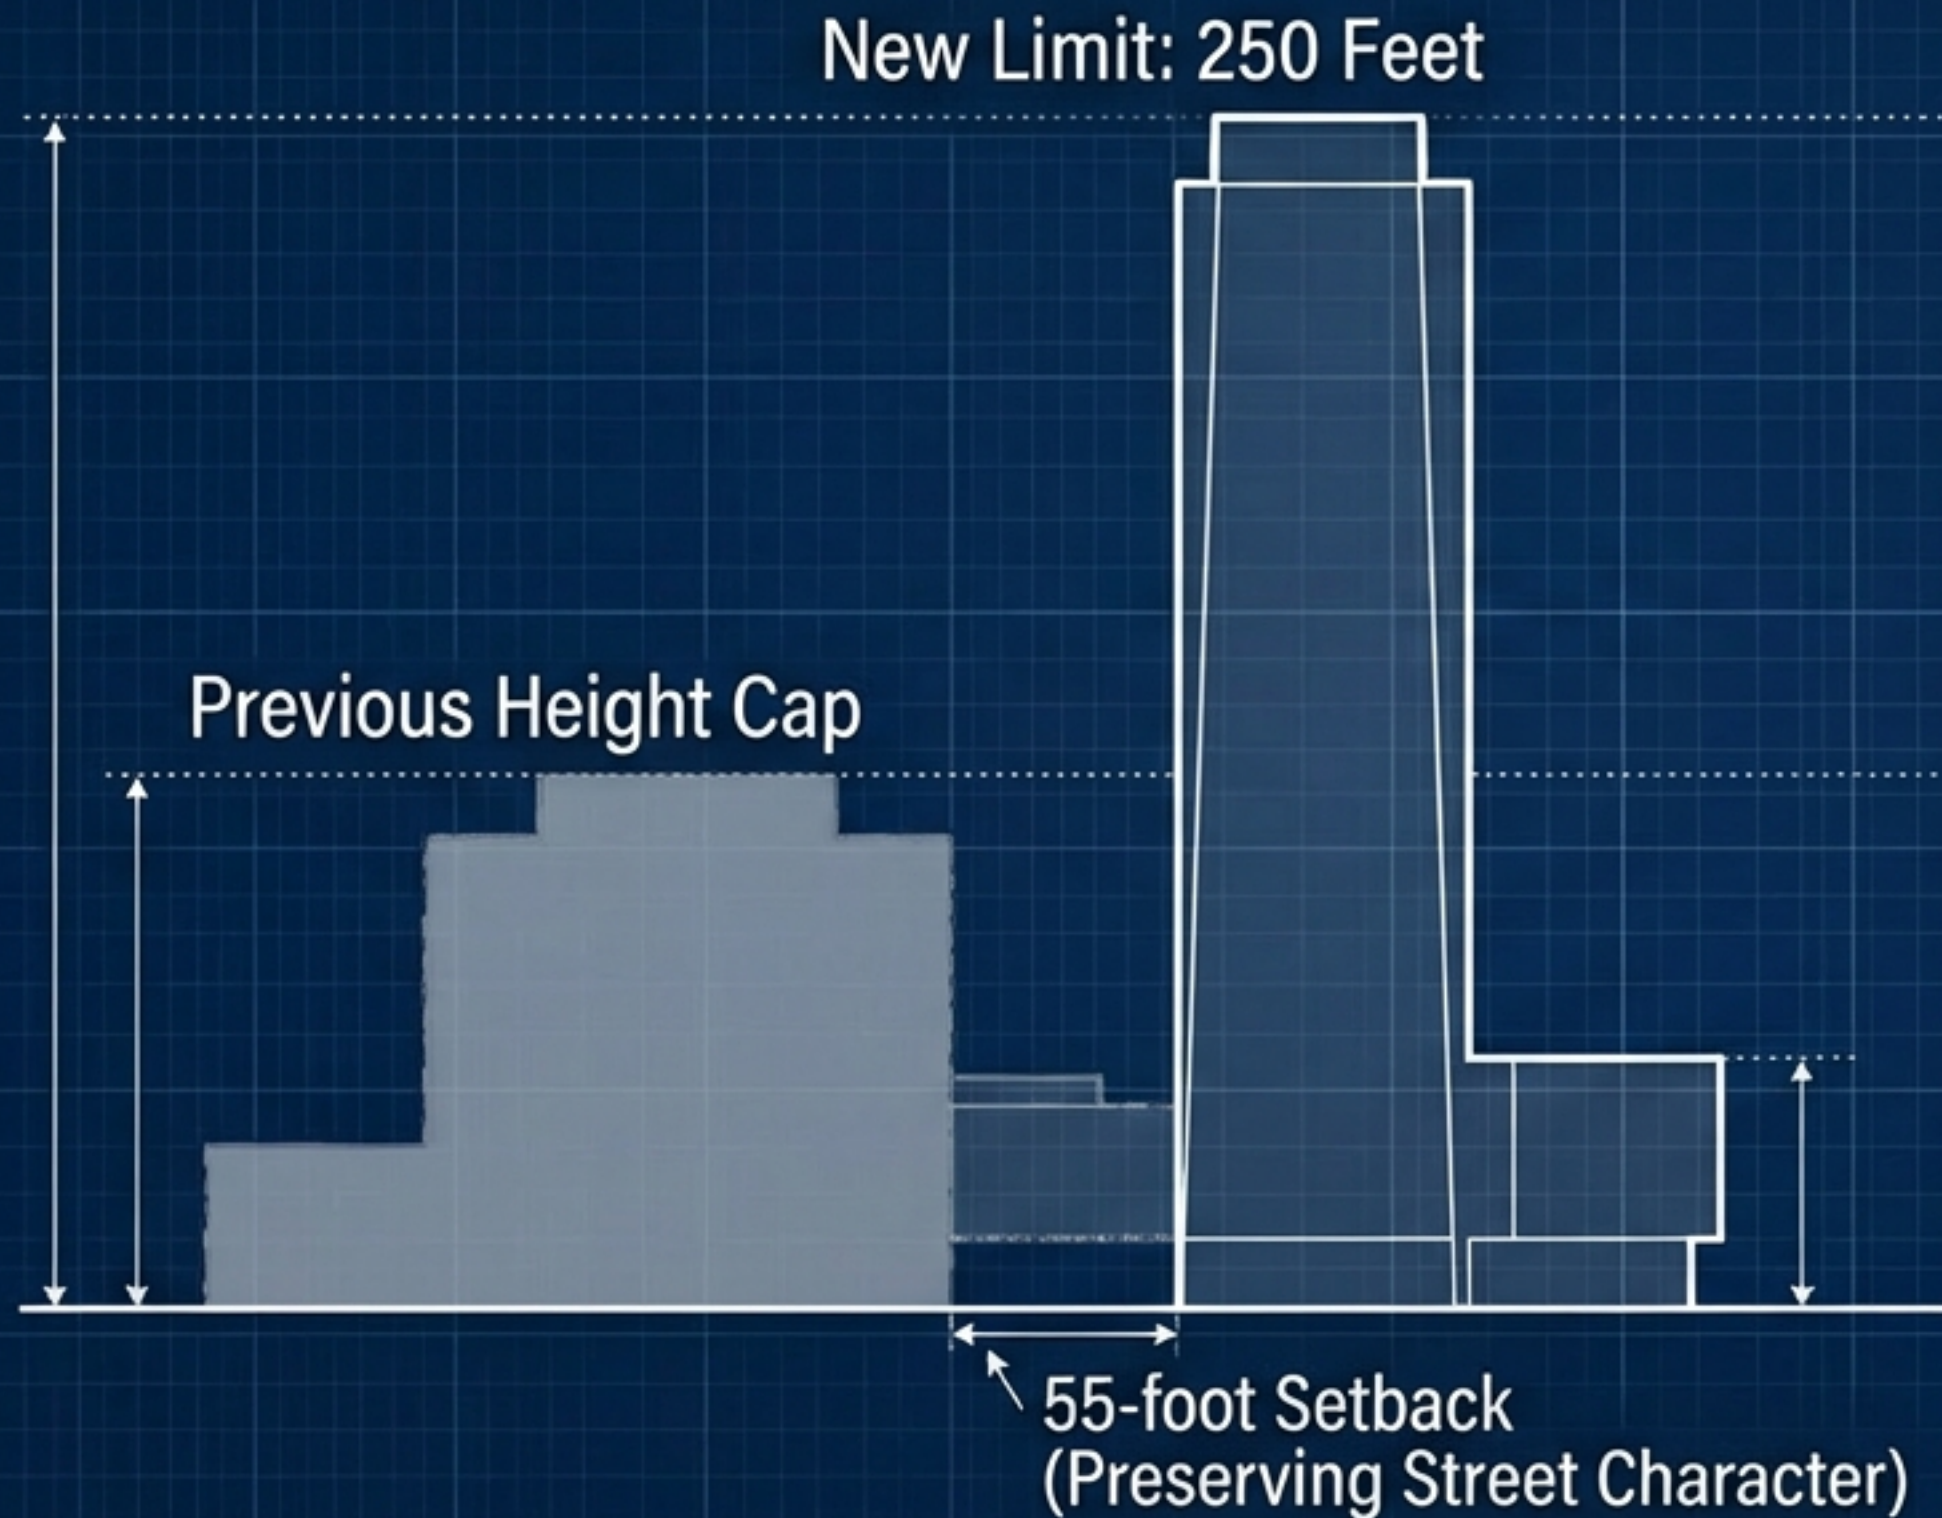 New Limit: 250 Feet
Previous Height Cap
55-foot Setback
(Preserving Street Character)